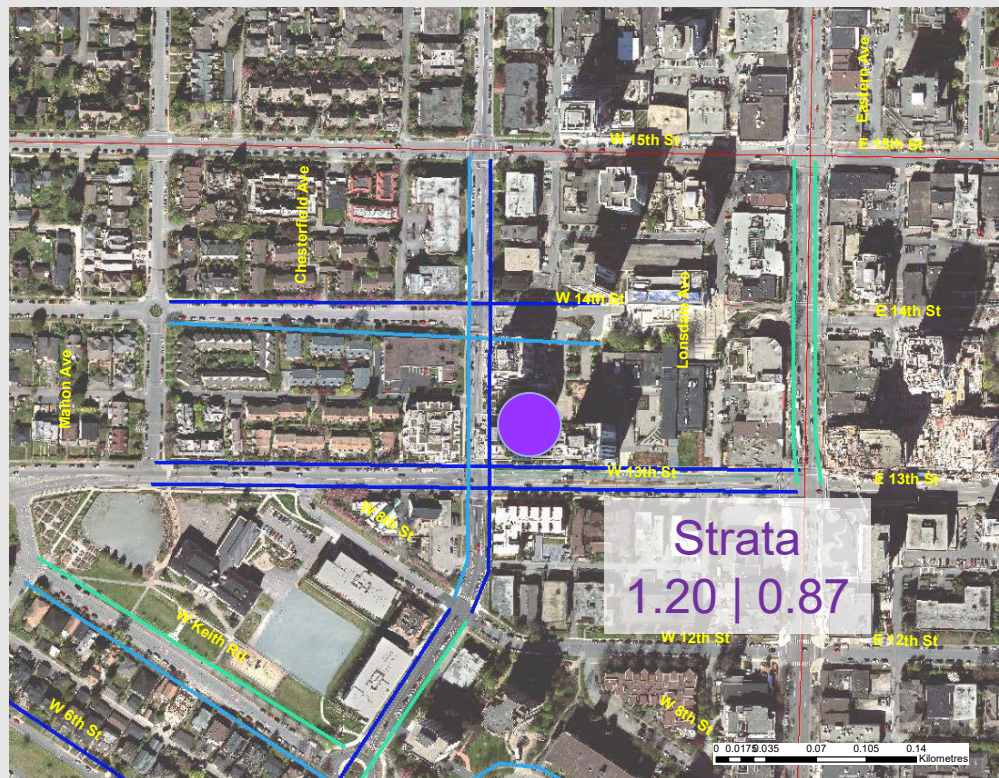 Eastern Ave
W 15th St
E 15th St
Chesterfield Ave
W 14th St
Lonsdale Ave
E 14th St
Mahon Ave
W 13th St
E 13th St
W 8th St
Strata
1.20 | 0.87
W Keith Rd
W 12th St
E 12th St
W 6th St
W 8th St
0 0.0175 0.035 0.07 0.105 0.14
Kilometres